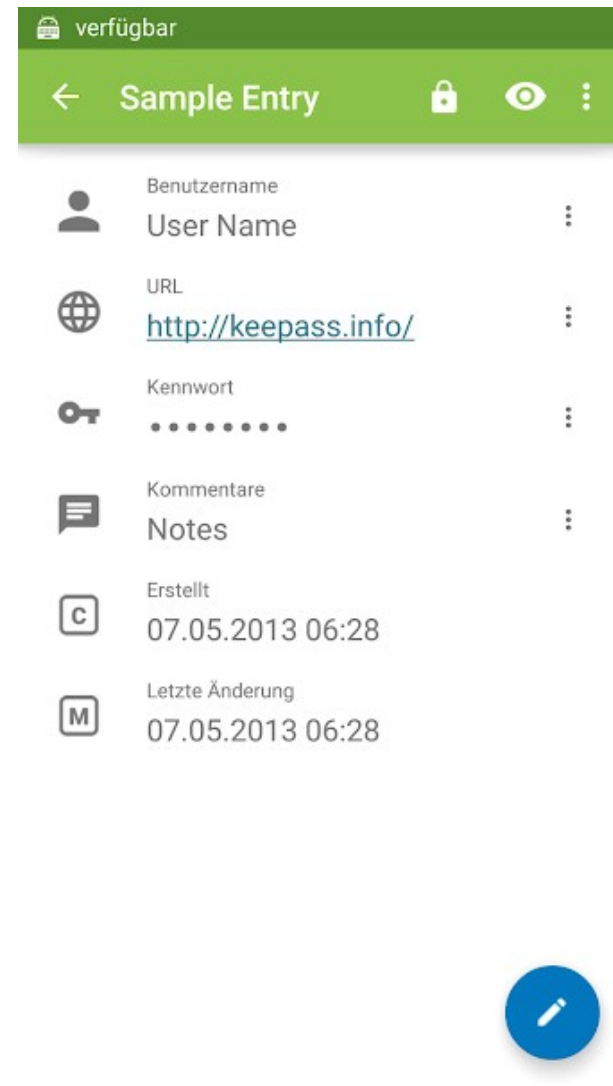 verfügbar
Sample Entry
Benutzername
User Name
URL
http://keepass.info/
Kennwort
••••••••
Kommentare
Notes
C
Erstellt
07.05.2013 06:28
M
Letzte Änderung
07.05.2013 06:28